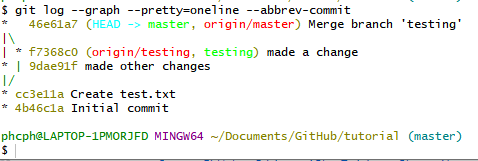 $ git log --graph --pretty=oneline --abbrev-commit
*   46e61a7 (HEAD -> master, origin/master) Merge branch 'testing'
|\
| * f7368c0 (origin/testing, testing) made a change
* | 9dae91f made other changes
|/
* cc3e11a Create test.txt
* 4b46c1a Initial commit
phcph@LAPTOP-1PMORJFD MINGW64 ~/Documents/GitHub/tutorial (master)
$